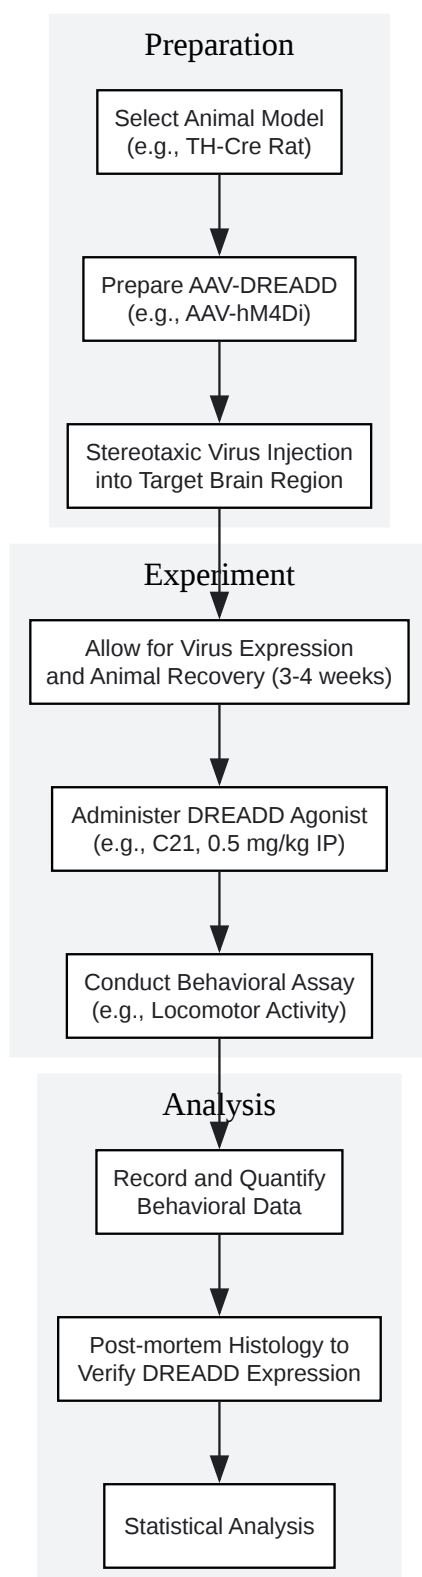 Preparation
Select Animal Model
(e.g., TH-Cre Rat)
Prepare AAV-DREADD
(e.g., AAV-hM4Di)
Stereotaxic Virus Injection
into Target Brain Region
Experiment
Allow for Virus Expression
and Animal Recovery (3-4 weeks)
Administer DREADD Agonist
(e.g., C21, 0.5 mg/kg IP)
Conduct Behavioral Assay
(e.g., Locomotor Activity)
Analysis
Record and Quantify
Behavioral Data
Post-mortem Histology to
Verify DREADD Expression
Statistical Analysis